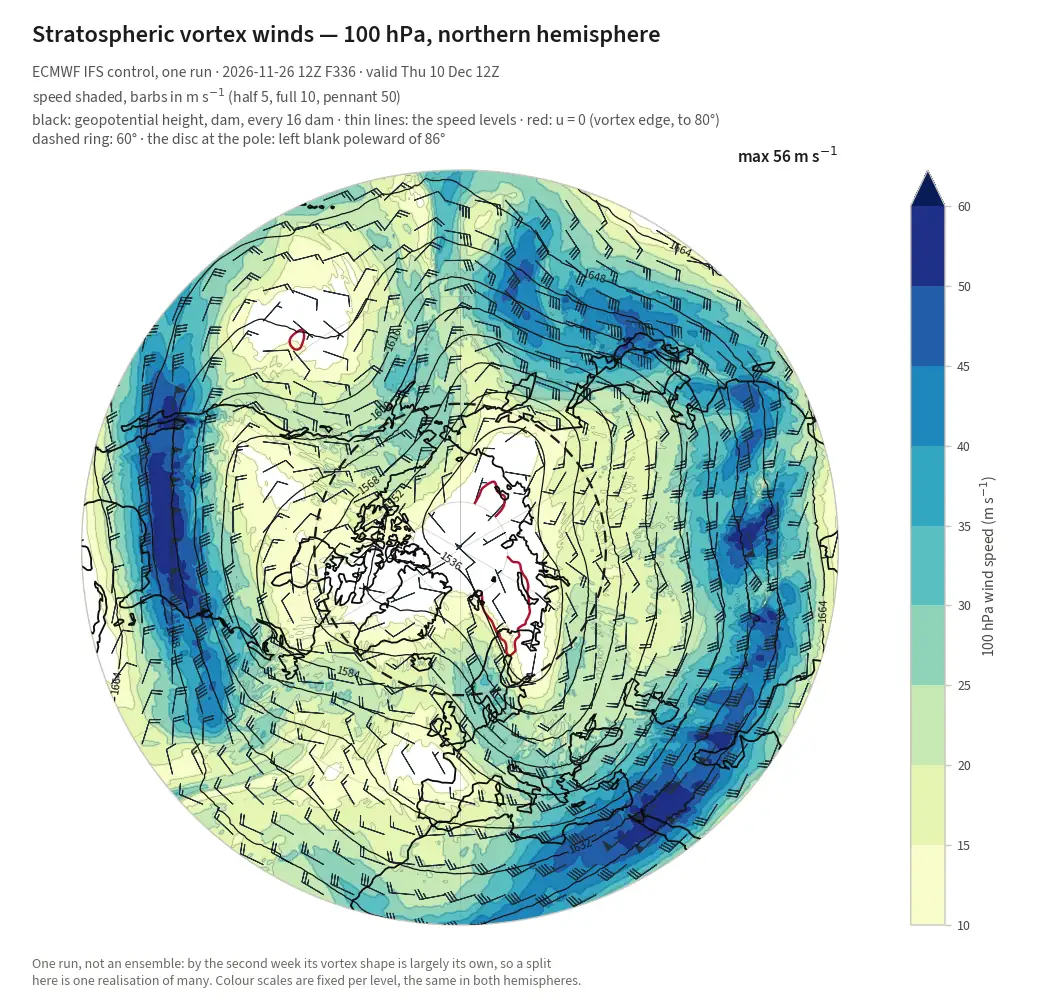 Stratospheric vortex winds — 100 hPa, northern hemisphere
ECMWF IFS control, one run · 2026-11-26 12Z F336 · valid Thu 10 Dec 12Z
speed shaded, barbs in m s⁻¹ (half 5, full 10, pennant 50)
black: geopotential height, dam, every 16 dam · thin lines: the speed levels · red: u = 0 (vortex edge, to 80°)
dashed ring: 60° · the disc at the pole: left blank poleward of 86°
max 56 m s⁻¹
60
50
45
40
35
30
25
20
15
10
100 hPa wind speed (m s⁻¹)
1664
1648
1616
1568
1552
1536
1584
1664
1664
1632
One run, not an ensemble: by the second week its vortex shape is largely its own, so a split
here is one realisation of many. Colour scales are fixed per level, the same in both hemispheres.